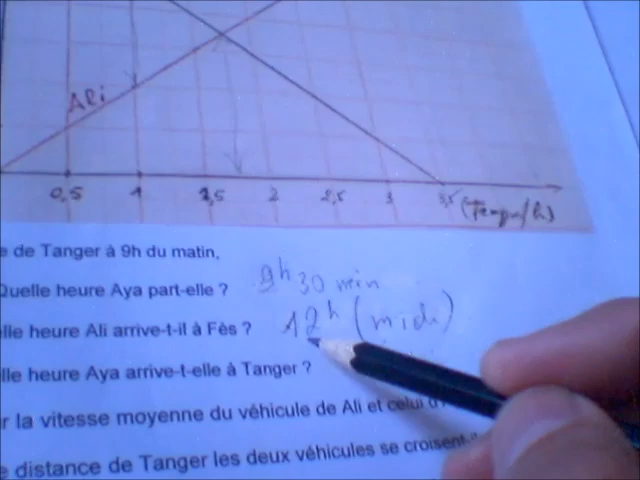 Ali
0,5 1 1,5 2 2,5 3 3,5 (Temps/h)
e de Tanger à 9h du matin,
Quelle heure Aya part-elle ? 9h 30 min
lle heure Ali arrive-t-il à Fès ? 12h (midi)
lle heure Aya arrive-t-elle à Tanger ?
r la vitesse moyenne du véhicule de Ali et celui d'
e distance de Tanger les deux véhicules se croisent-